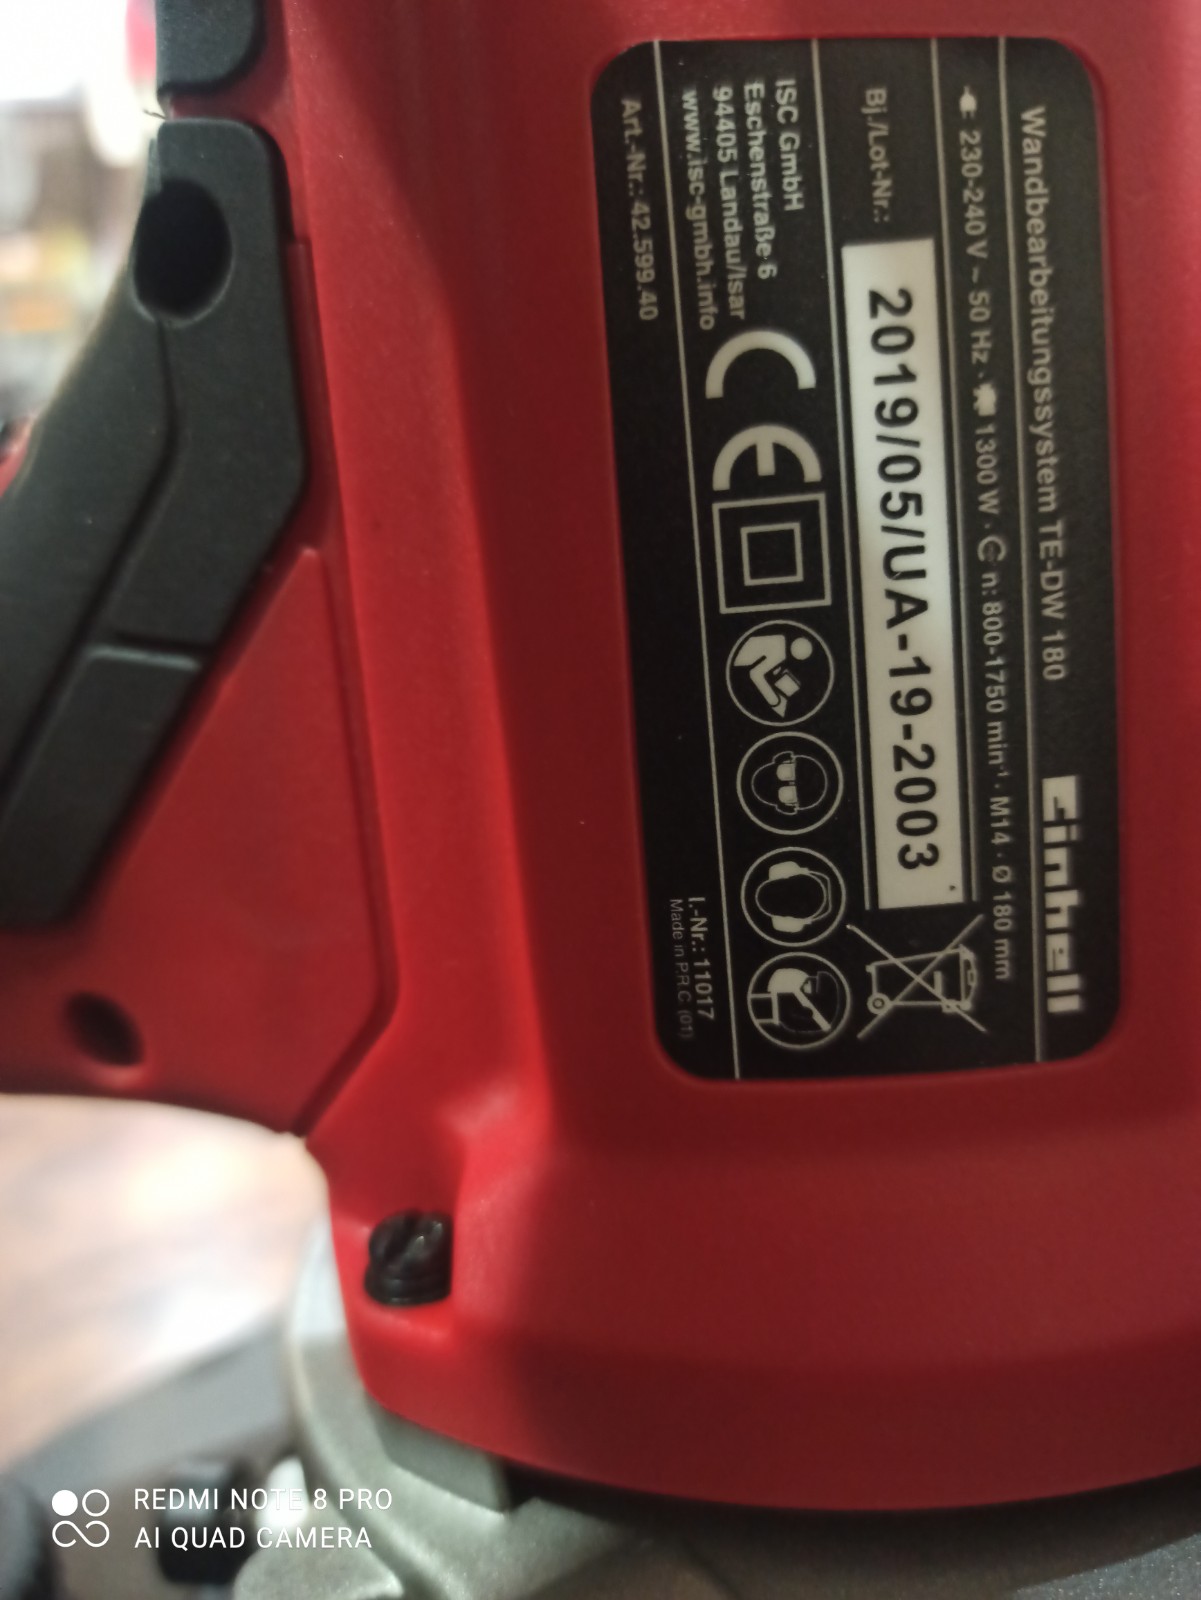 Wandbearbeitungssystem TE-DW 180
Einhell
230-240 V ~ 50 Hz · 1300 W · n: 800-1750 min-1 · M14 · Ø 180 mm
Bj./Lot-Nr.: 2019/05/UA-19-2003
ISC GmbH
Eschenstraße 6
94405 Landau/Isar
www.isc-gmbh.info
CE
Art.-Nr.: 42.599.40
I.-Nr.: 11017
Made in P.R.C. (01)
REDMI NOTE 8 PRO
AI QUAD CAMERA